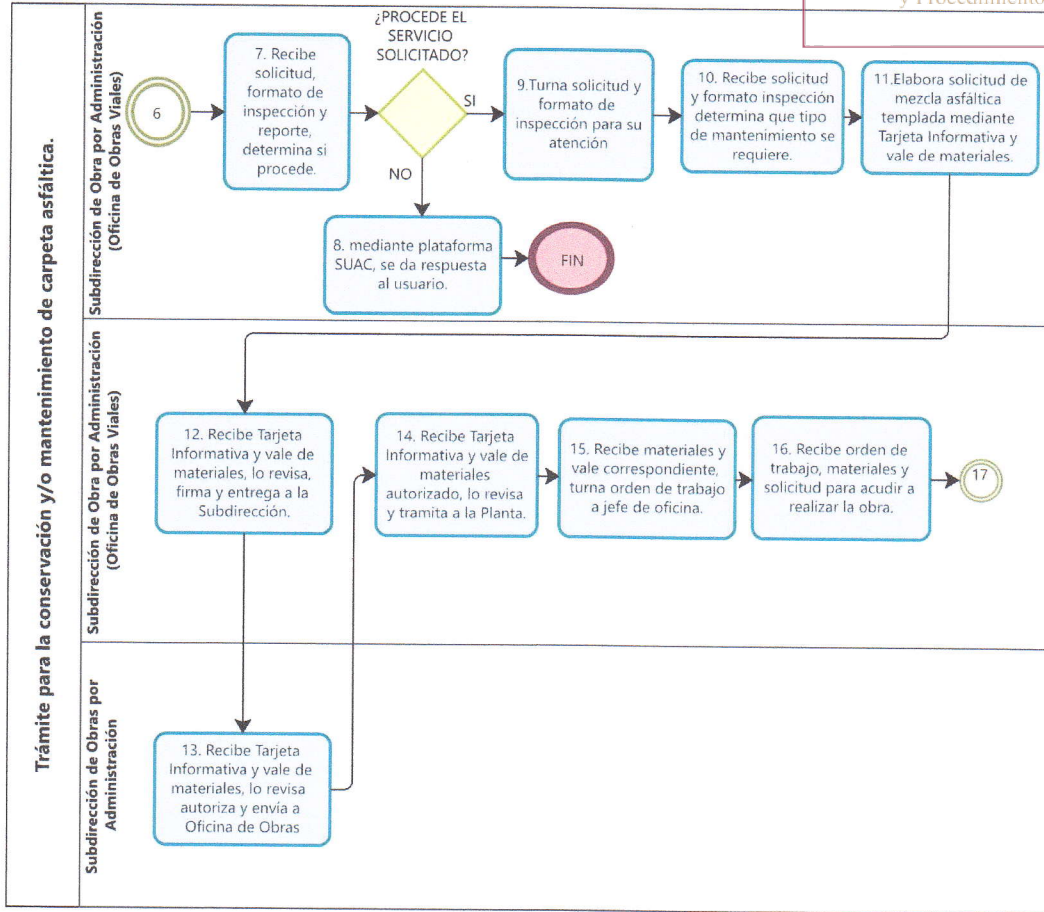 y Procedimiento
Trámite para la conservación y/o mantenimiento de carpeta asfáltica.
Subdirección de Obra por Administración
(Oficina de Obras Viales)
6
7. Recibe
solicitud,
formato de
inspección y
reporte,
determina si
procede.
¿PROCEDE EL
SERVICIO
SOLICITADO?
SI
NO
8. mediante plataforma
SUAC, se da respuesta
al usuario.
FIN
9.Turna solicitud y
formato de
inspección para su
atención
10. Recibe solicitud
y formato inspección
determina que tipo
de mantenimiento se
requiere.
11.Elabora solicitud de
mezcla asfáltica
templada mediante
Tarjeta Informativa y
vale de materiales.
Subdirección de Obra por Administración
(Oficina de Obras Viales)
12. Recibe Tarjeta
Informativa y vale de
materiales, lo revisa,
firma y entrega a la
Subdirección.
14. Recibe Tarjeta
Informativa y vale de
materiales
autorizado, lo revisa
y tramita a la Planta.
15. Recibe materiales y
vale correspondiente,
turna orden de trabajo
a jefe de oficina.
16. Recibe orden de
trabajo, materiales y
solicitud para acudir a
realizar la obra.
17
Subdirección de Obras por
Administración
13. Recibe Tarjeta
Informativa y vale de
materiales, lo revisa
autoriza y envía a
Oficina de Obras